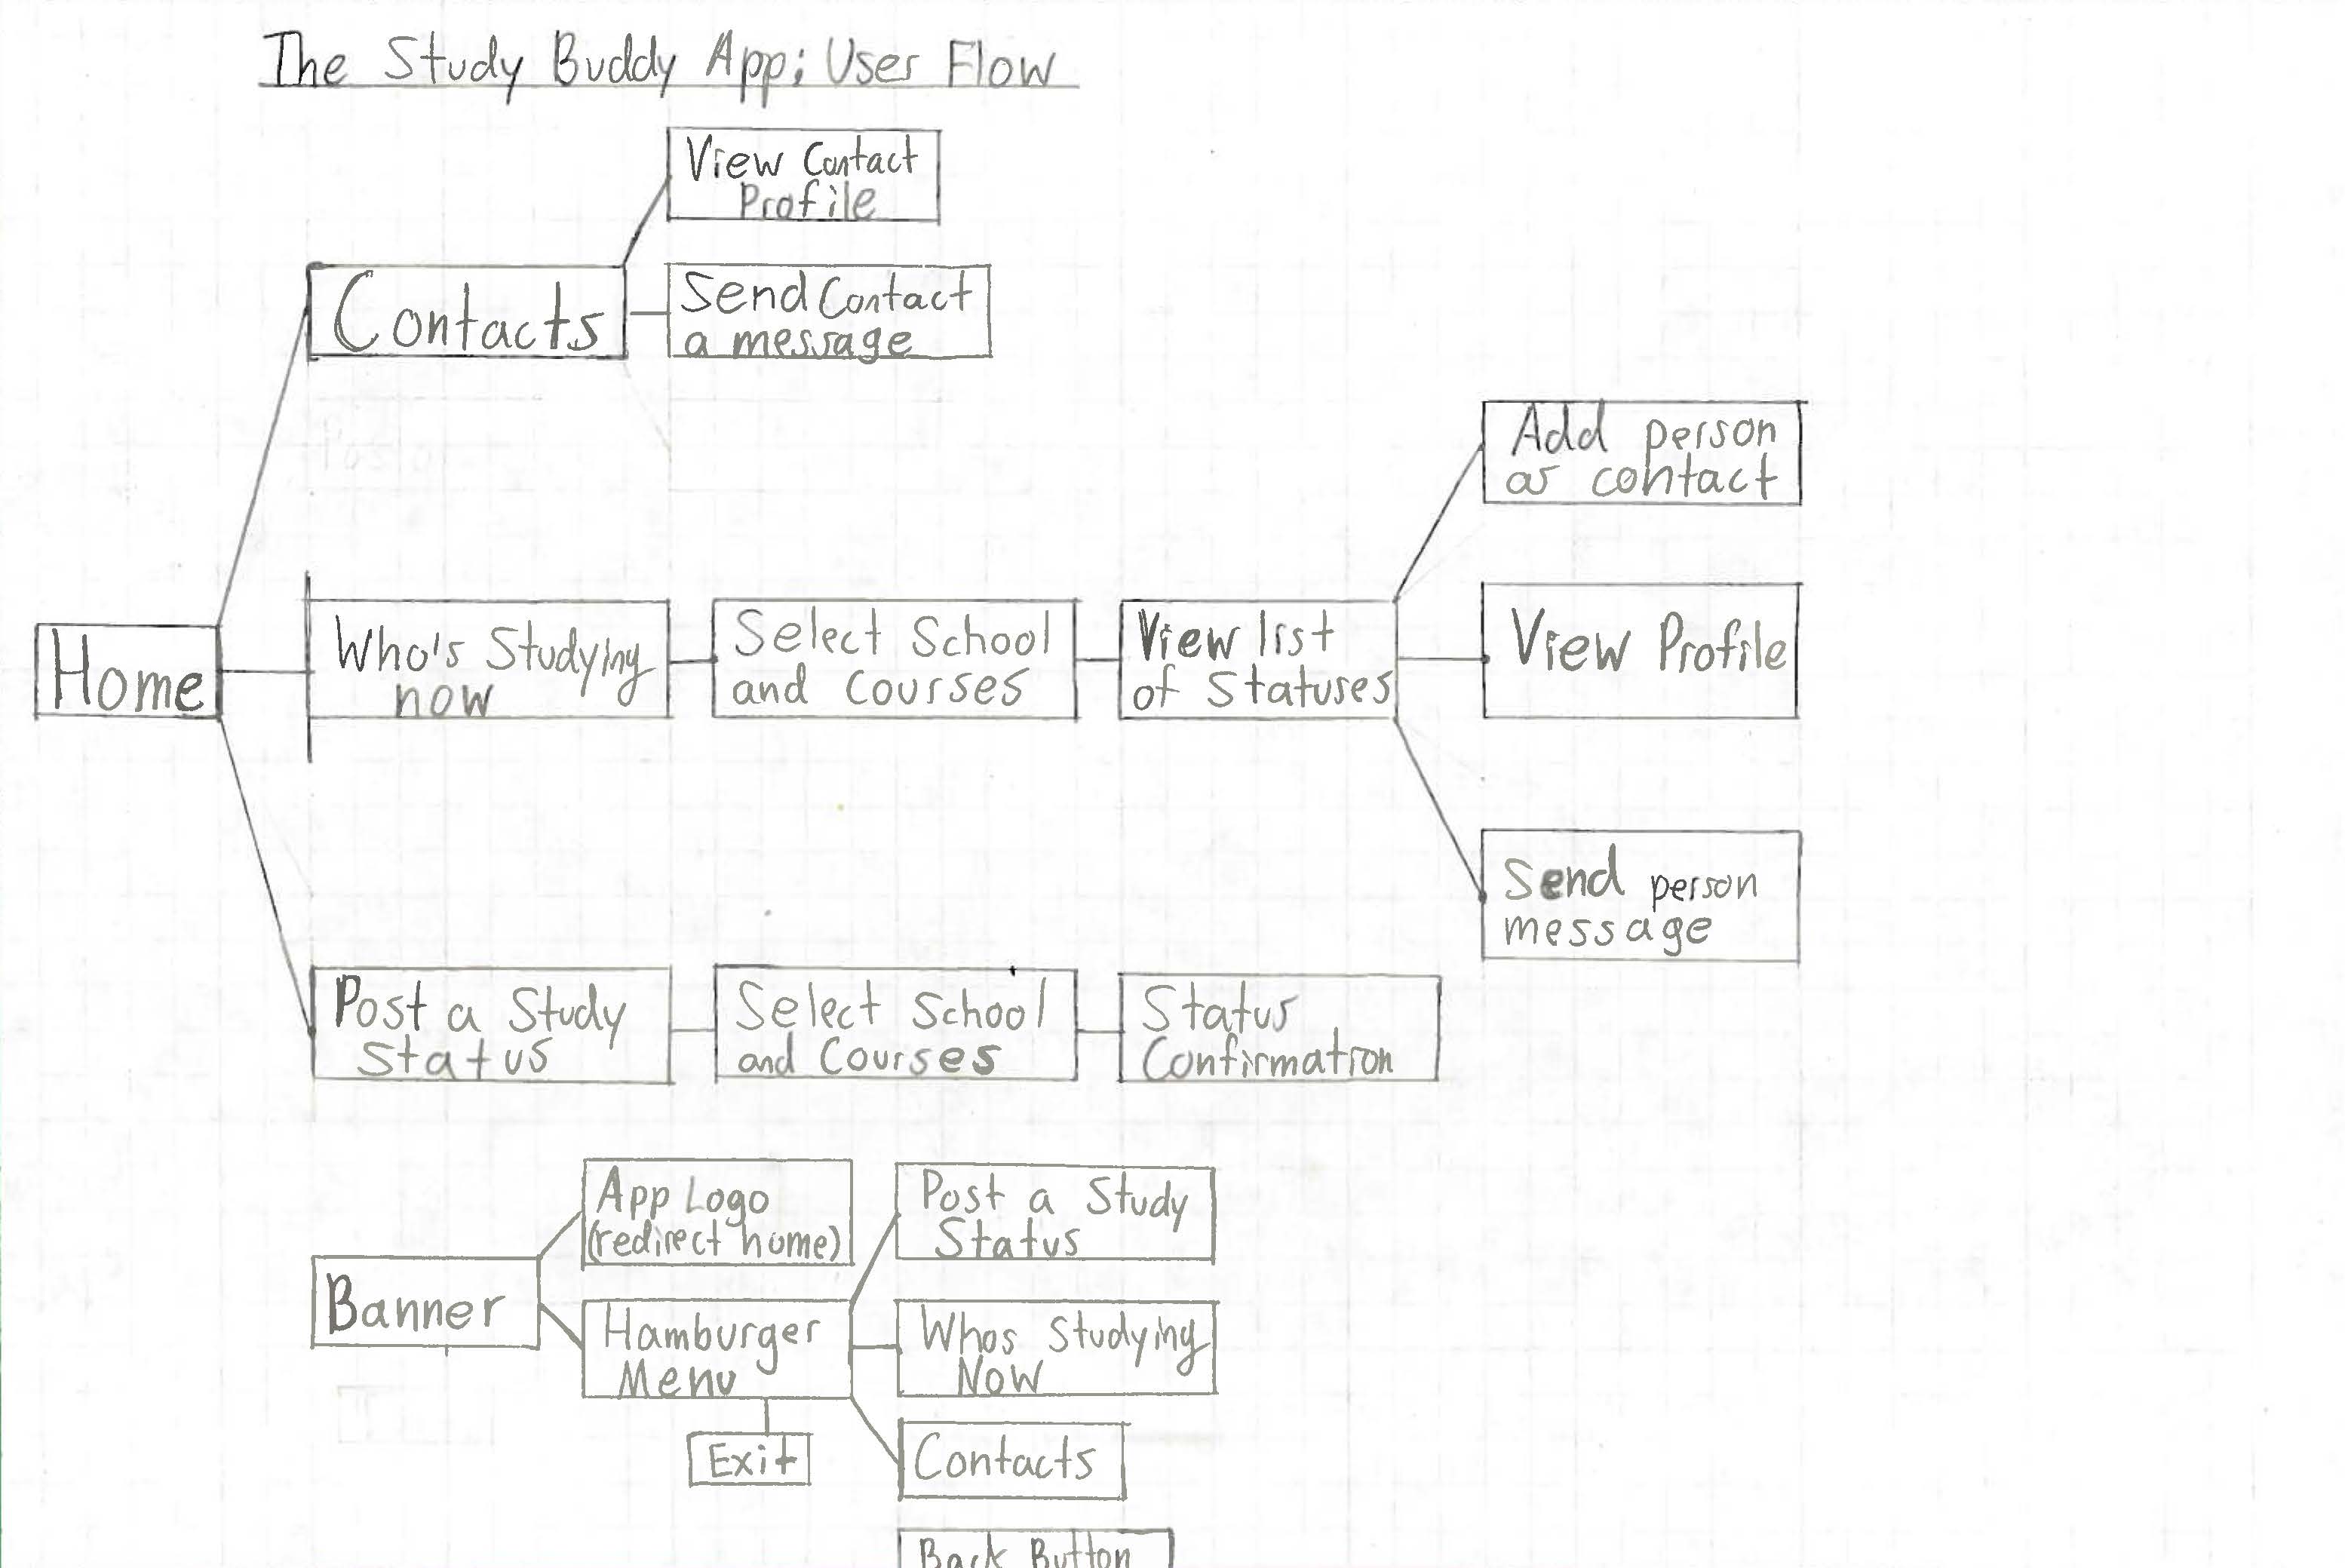 The Study Buddy App: User Flow
View Contact
Profile
Contacts
Send Contact
a message
Add person
as contact
Home
Who's Studying
now
Select School
and courses
View list
of Statuses
View Profile
Send person
message
Post a Study
Status
Select School
and Courses
Status
Confirmation
Banner
App Logo
(redirect home)
Hamburger
Menu
Exit
Post a Study
Status
Whos Studying
Now
Contacts
Back Button